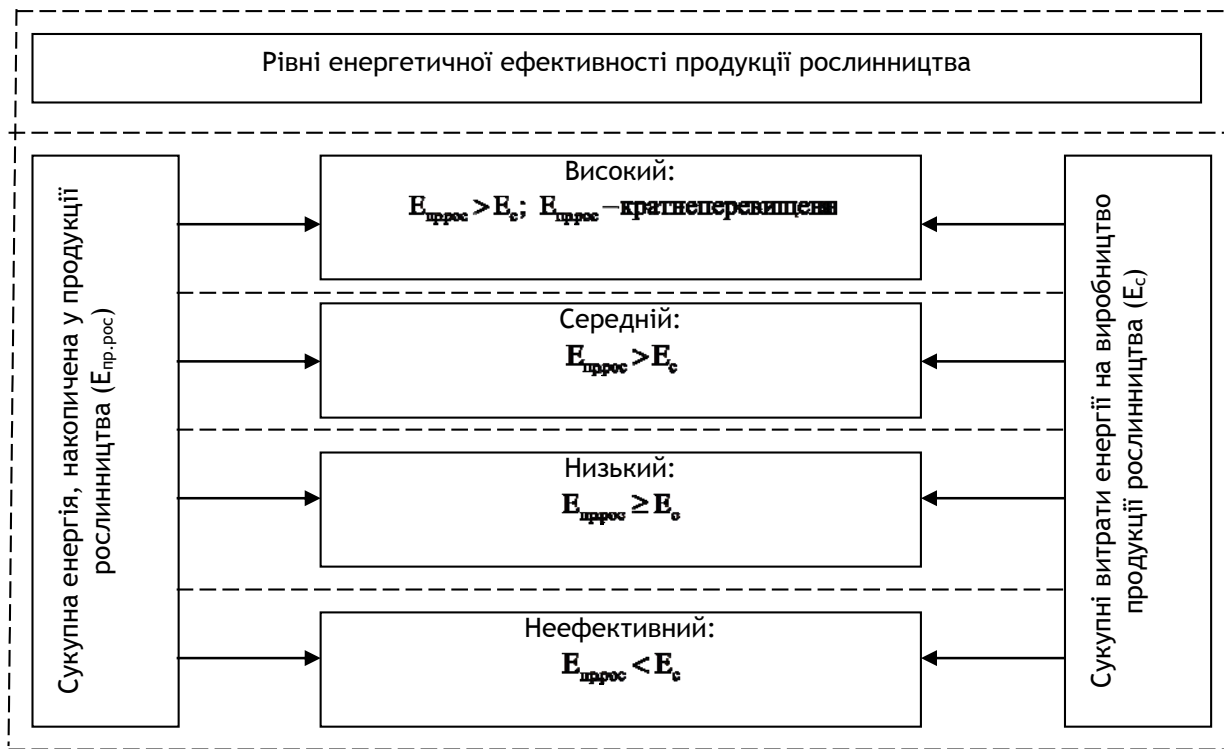 Рівні енергетичної ефективності продукції рослинництва
Сукупна енергія, накопичена у продукції
рослинництва (Eпр.рос)
Високий:
Eпр.рос > Eс; Eпр.рос – кратне перевищення
Середній:
Eпр.рос > Eс
Низький:
Eпр.рос ≥ Eс
Неефективний:
Eпр.рос < Eс
Сукупні витрати енергії на виробництво
продукції рослинництва (Eс)